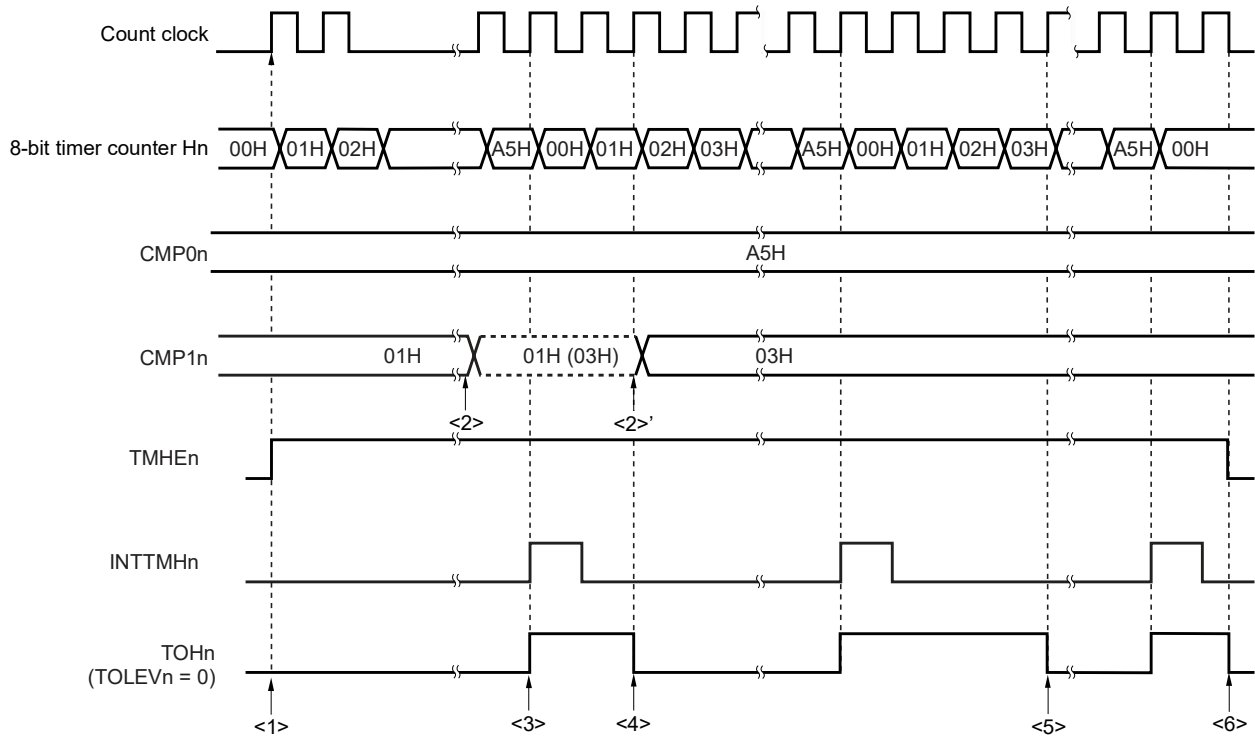 Count clock
8-bit timer counter Hn 00H 01H 02H A5H 00H 01H 02H 03H A5H 00H 01H 02H 03H A5H 00H
CMP0n A5H
CMP1n 01H 01H (03H) 03H
<2> <2>’
TMHEn
INTTMHn
TOHn
(TOLEVn = 0)
<1> <3> <4> <5> <6>